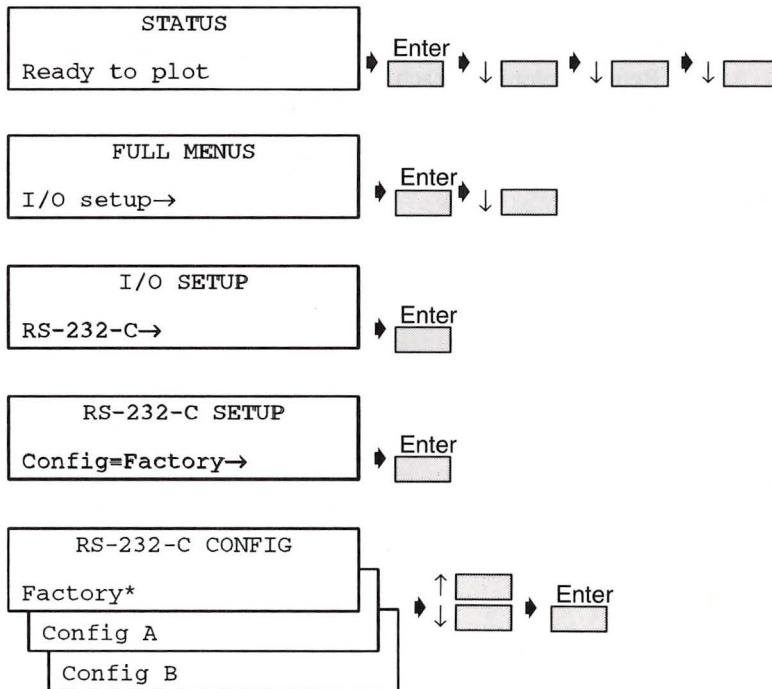 STATUS
Ready to plot
Enter
↓ ↓ ↓
FULL MENUS
I/O setup→
Enter
↓
I/O SETUP
RS-232-C→
Enter
RS-232-C SETUP
Config=Factory→
Enter
RS-232-C CONFIG
Factory*
Config A
Config B
↑
↓
Enter